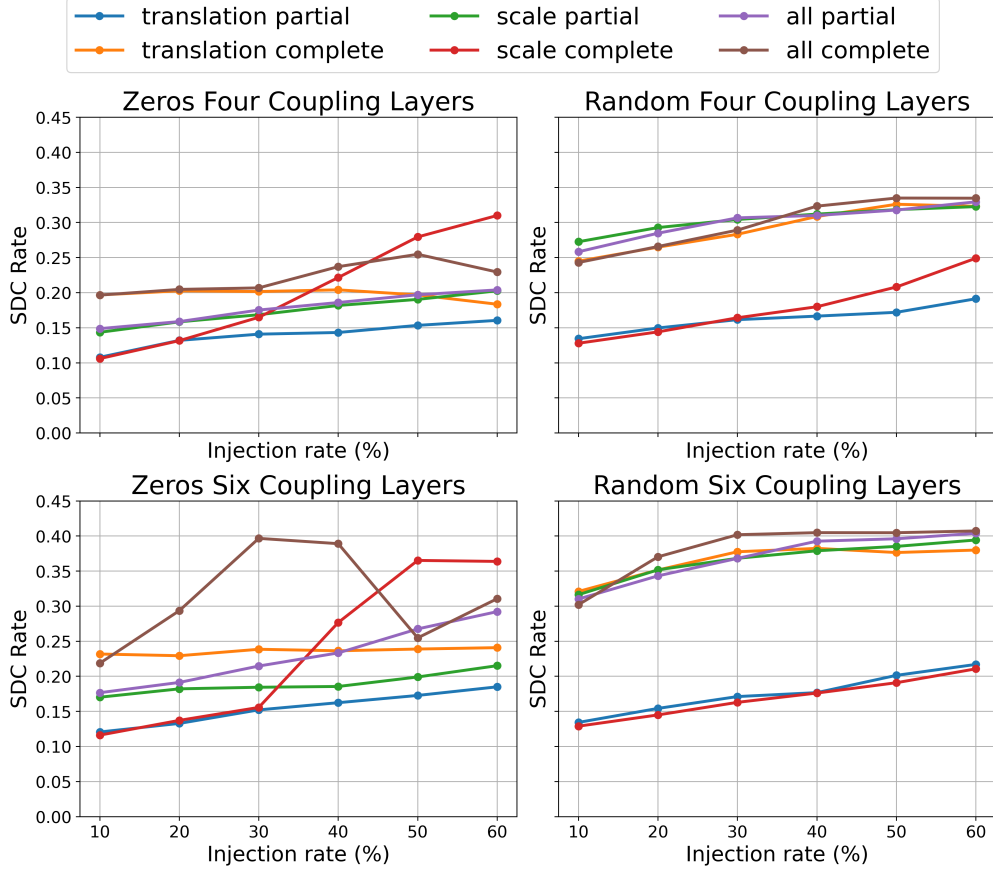 translation partial scale partial all partial
translation complete scale complete all complete
Zeros Four Coupling Layers Random Four Coupling Layers
0.45
0.40
0.35
0.30
0.25
0.20
0.15
0.10
0.05
0.00
SDC Rate
SDC Rate
Injection rate (%) Injection rate (%)
Zeros Six Coupling Layers Random Six Coupling Layers
0.45
0.40
0.35
0.30
0.25
0.20
0.15
0.10
0.05
0.00
SDC Rate
SDC Rate
10 20 30 40 50 60 10 20 30 40 50 60
Injection rate (%) Injection rate (%)